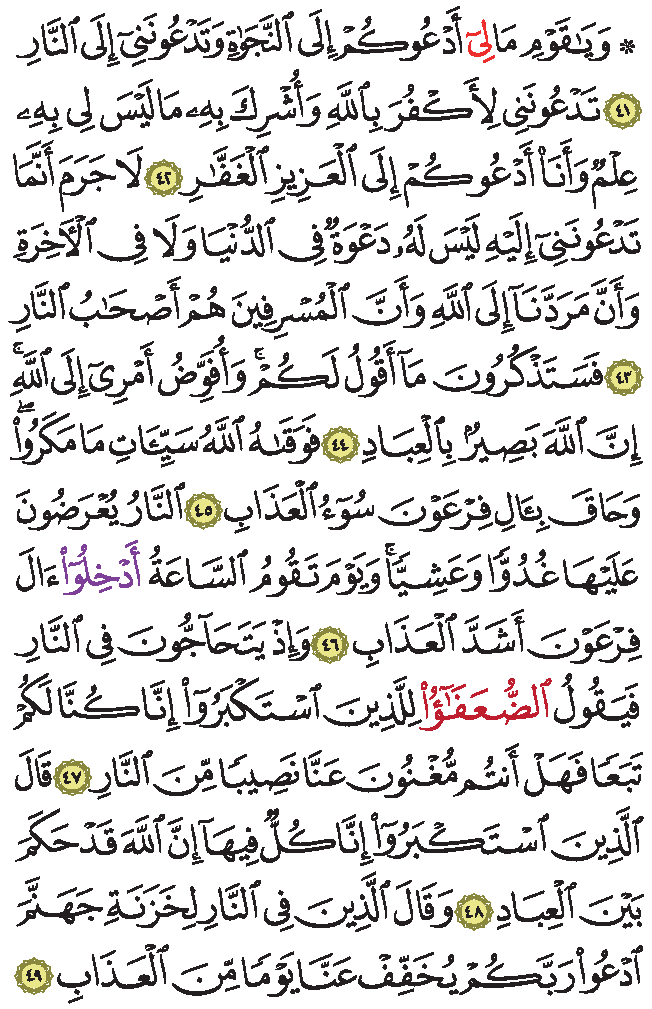 ۞ وَيَٰقَوْمِ مَا لِيٓ أَدْعُوكُمْ إِلَى ٱلنَّجَوٰةِ وَتَدْعُونَنِيٓ إِلَى ٱلنَّارِ
٤١ تَدْعُونَنِي لِأَكْفُرَ بِٱللَّهِ وَأُشْرِكَ بِهِۦ مَا لَيْسَ لِي بِهِۦ
عِلْمٌ وَأَنَا۠ أَدْعُوكُمْ إِلَى ٱلْعَزِيزِ ٱلْغَفَّٰرِ ٤٢ لَا جَرَمَ أَنَّمَا
تَدْعُونَنِيٓ إِلَيْهِ لَيْسَ لَهُۥ دَعْوَةٌ فِي ٱلدُّنْيَا وَلَا فِي ٱلْأٓخِرَةِ
وَأَنَّ مَرَدَّنَآ إِلَى ٱللَّهِ وَأَنَّ ٱلْمُسْرِفِينَ هُمْ أَصْحَٰبُ ٱلنَّارِ
٤٣ فَسَتَذْكُرُونَ مَآ أَقُولُ لَكُمْۚ وَأُفَوِّضُ أَمْرِيٓ إِلَى ٱللَّهِۚ
إِنَّ ٱللَّهَ بَصِيرُۢ بِٱلْعِبَادِ ٤٤ فَوَقَىٰهُ ٱللَّهُ سَيِّـَٔاتِ مَا مَكَرُوا۟ۖ
وَحَاقَ بِـَٔالِ فِرْعَوْنَ سُوٓءُ ٱلْعَذَابِ ٤٥ ٱلنَّارُ يُعْرَضُونَ
عَلَيْهَا غُدُوًّا وَعَشِيًّاۚ وَيَوْمَ تَقُومُ ٱلسَّاعَةُ أَدْخِلُوٓا۟ ءَالَ
فِرْعَوْنَ أَشَدَّ ٱلْعَذَابِ ٤٦ وَإِذْ يَتَحَآجُّونَ فِي ٱلنَّارِ
فَيَقُولُ ٱلضُّعَفَٰٓؤُا۟ لِلَّذِينَ ٱسْتَكْبَرُوٓا۟ إِنَّا كُنَّا لَكُمْ
تَبَعًا فَهَلْ أَنتُم مُّغْنُونَ عَنَّا نَصِيبًا مِّنَ ٱلنَّارِ ٤٧ قَالَ
ٱلَّذِينَ ٱسْتَكْبَرُوٓا۟ إِنَّا كُلٌّ فِيهَآ إِنَّ ٱللَّهَ قَدْ حَكَمَ
بَيْنَ ٱلْعِبَادِ ٤٨ وَقَالَ ٱلَّذِينَ فِي ٱلنَّارِ لِخَزَنَةِ جَهَنَّمَ
ٱدْعُوا۟ رَبَّكُمْ يُخَفِّفْ عَنَّا يَوْمًا مِّنَ ٱلْعَذَابِ ٤٩